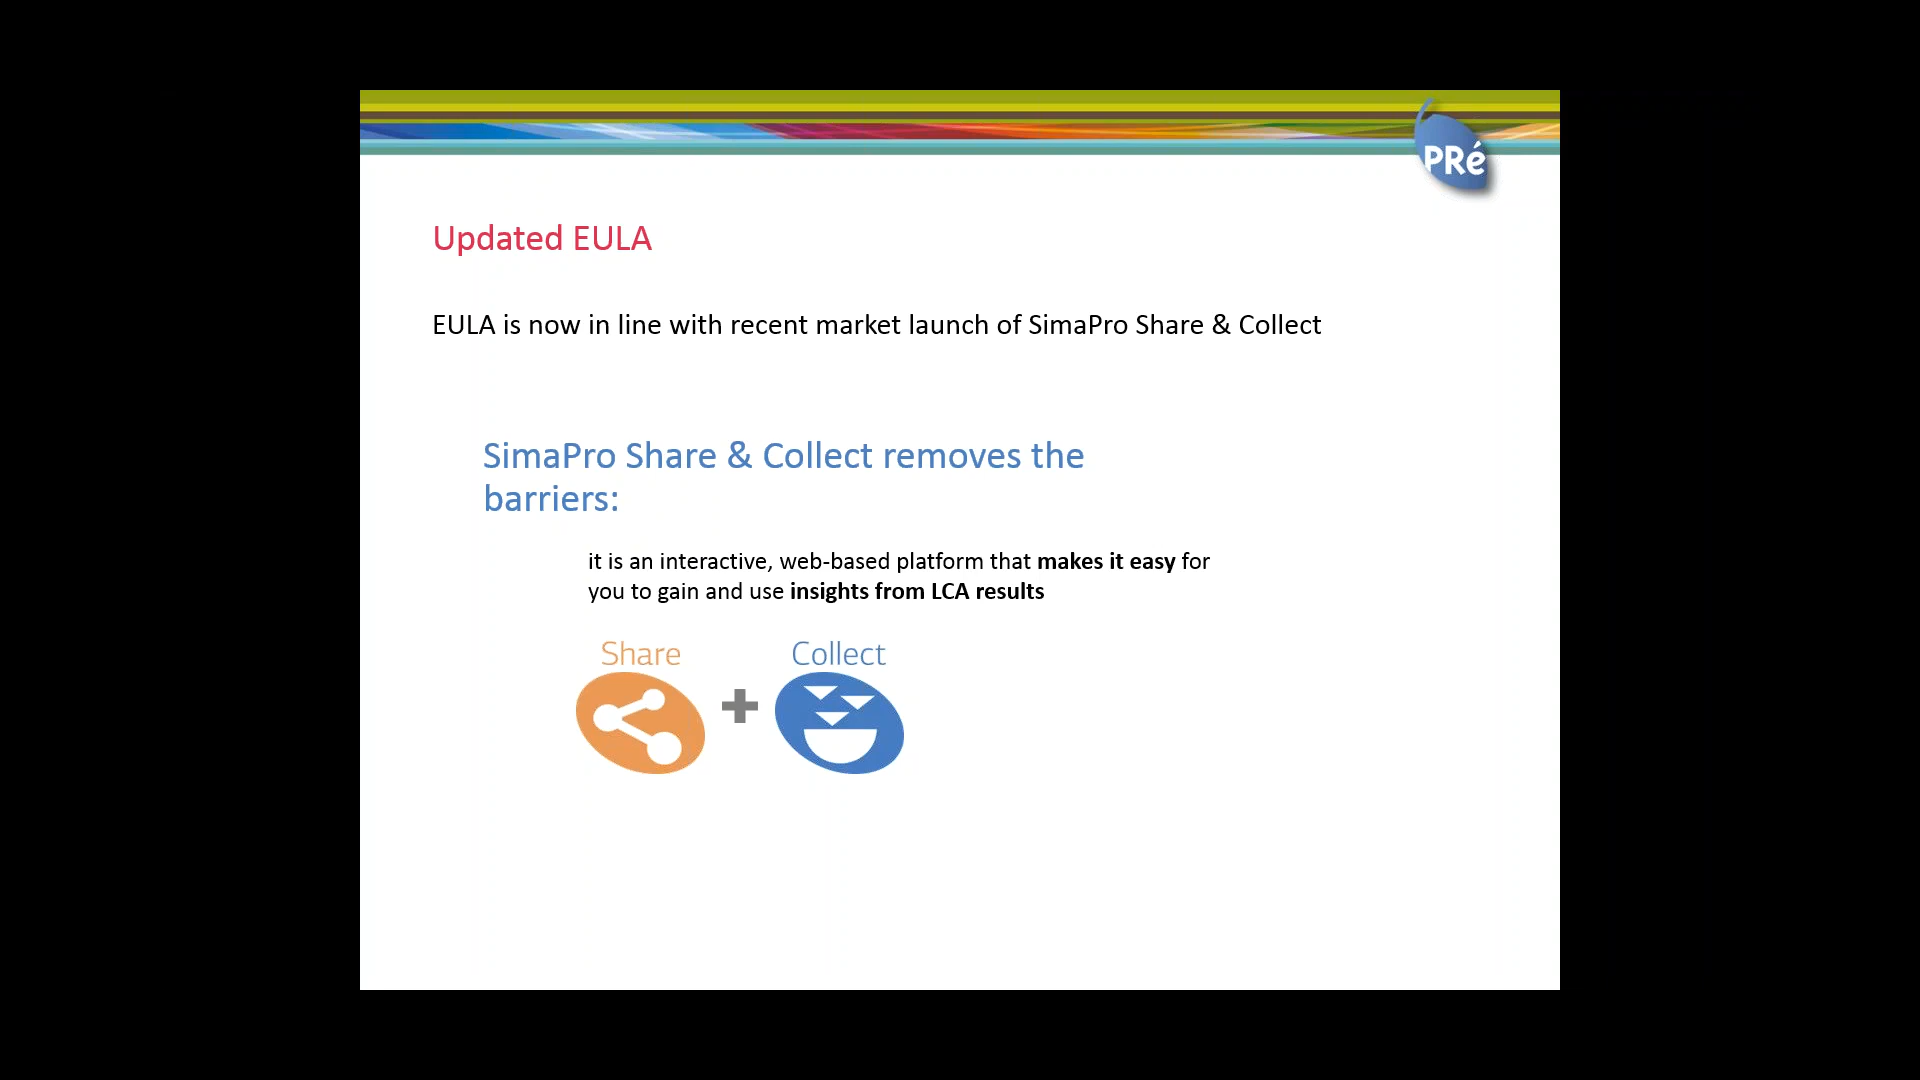 PRé
Updated EULA
EULA is now in line with recent market launch of SimaPro Share & Collect
SimaPro Share & Collect removes the
barriers:
it is an interactive, web-based platform that makes it easy for
you to gain and use insights from LCA results
Share
Collect